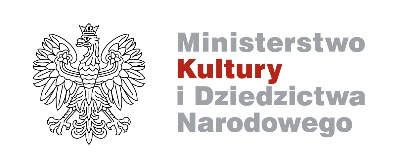 Ministerstwo
Kultury
i Dziedzictwa
Narodowego